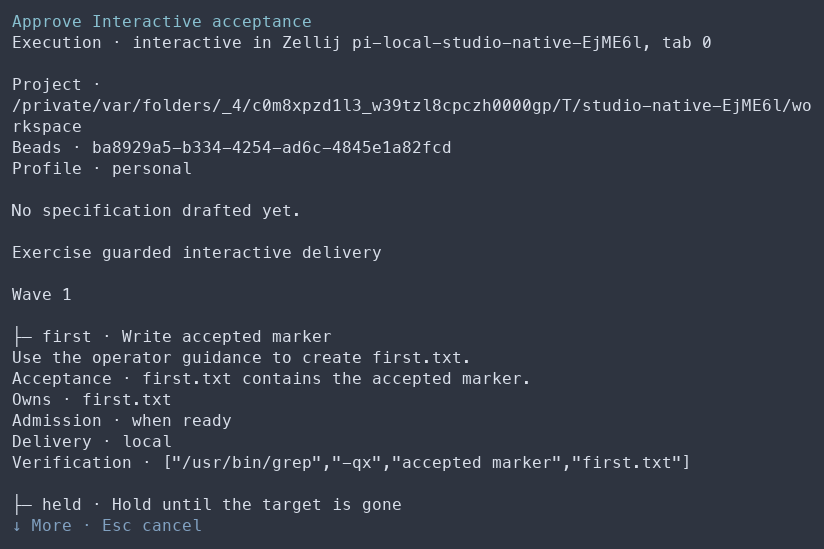 Approve Interactive acceptance
Execution · interactive in Zellij pi-local-studio-native-EjME6l, tab 0
Project ·
/private/var/folders/_4/c0m8xpzd1l3_w39tzl8cpczh0000gp/T/studio-native-EjME6l/wo
rkspace
Beads · ba8929a5-b334-4254-ad6c-4845e1a82fcd
Profile · personal
No specification drafted yet.
Exercise guarded interactive delivery
Wave 1
├─ first · Write accepted marker
Use the operator guidance to create first.txt.
Acceptance · first.txt contains the accepted marker.
Owns · first.txt
Admission · when ready
Delivery · local
Verification · ["/usr/bin/grep","-qx","accepted marker","first.txt"]
├─ held · Hold until the target is gone
↓ More · Esc cancel